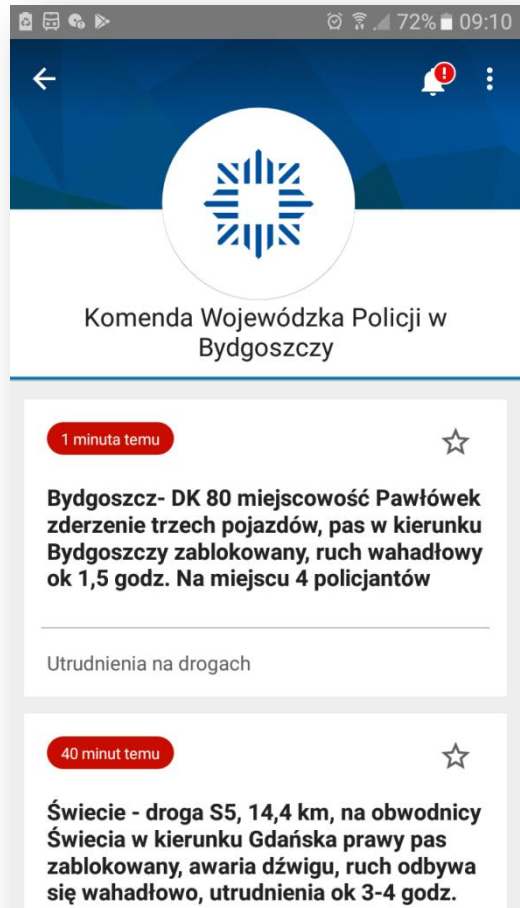 72% 09:10
Komenda Wojewódzka Policji w
Bydgoszczy
1 minuta temu
Bydgoszcz- DK 80 miejscowość Pawłówek
zderzenie trzech pojazdów, pas w kierunku
Bydgoszczy zablokowany, ruch wahadłowy
ok 1,5 godz. Na miejscu 4 policjantów
Utrudnienia na drogach
40 minut temu
Świecie - droga S5, 14,4 km, na obwodnicy
Świecia w kierunku Gdańska prawy pas
zablokowany, awaria dźwigu, ruch odbywa
się wahadłowo, utrudnienia ok 3-4 godz.